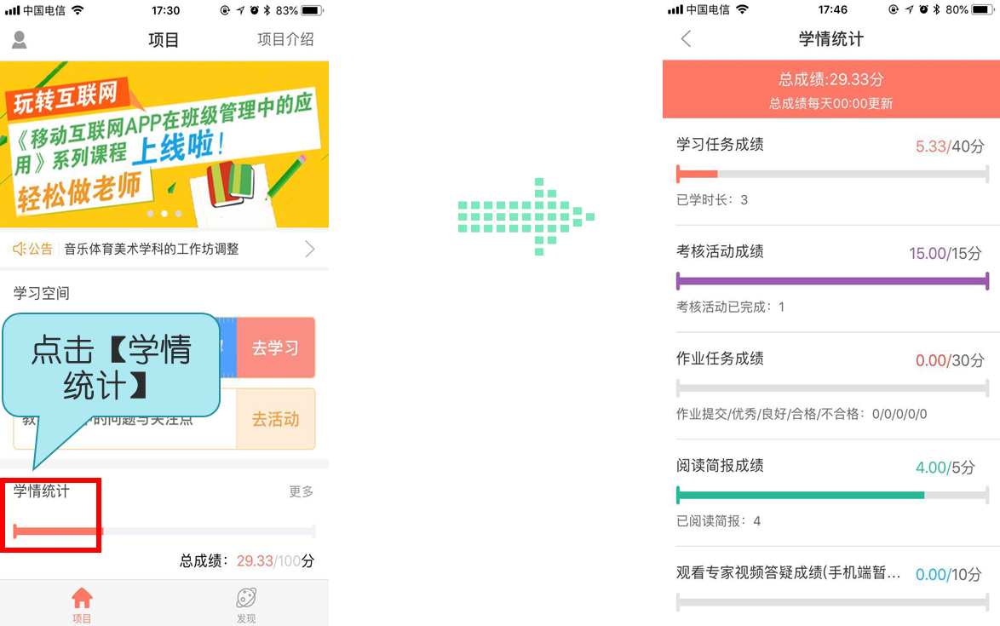 中国电信
17:30
83%
项目
项目介绍
玩转互联网
《移动互联网APP在班级管理中的应
用》系列课程
上线啦!
轻松做老师
公告
音乐体育美术学科的工作坊调整
学习空间
去学习
点击【学情
统计】
中的问题与关注点
去活动
学情统计
更多
总成绩：29.33/100分
项目
发现
中国电信
17:46
80%
学情统计
总成绩:29.33分
总成绩每天00:00更新
学习任务成绩
5.33/40分
已学时长：3
考核活动成绩
15.00/15分
考核活动已完成：1
作业任务成绩
0.00/30分
作业提交/优秀/良好/合格/不合格：0/0/0/0/0
阅读简报成绩
4.00/5分
已阅读简报：4
观看专家视频答疑成绩(手机端暂...
0.00/10分